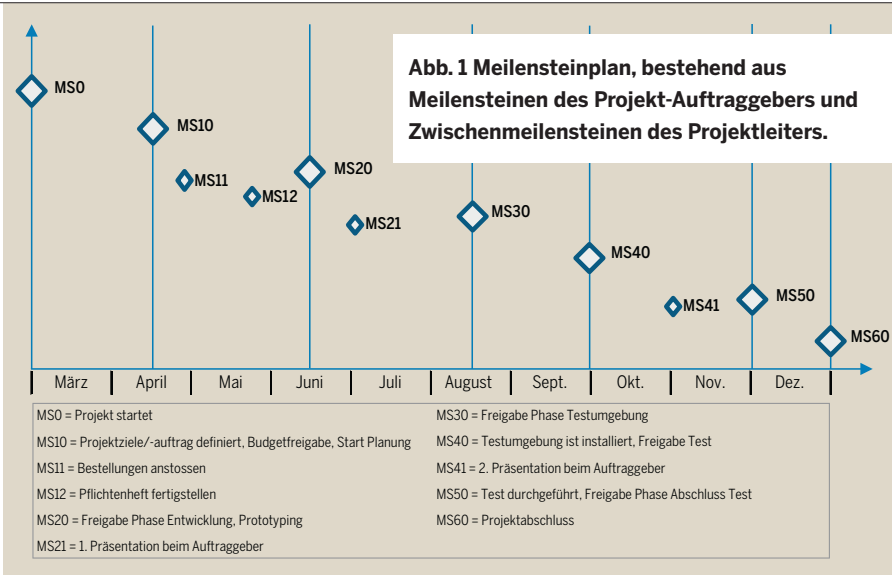 Abb. 1 Meilensteinplan, bestehend aus
Meilensteinen des Projekt-Auftraggebers und
Zwischenmeilensteinen des Projektleiters.
MS0
MS10
MS11
MS12
MS20
MS21
MS30
MS40
MS41
MS50
MS60
März April Mai Juni Juli August Sept. Okt. Nov. Dez.
MS0 = Projekt startet
MS10 = Projektziele/-auftrag definiert, Budgetfreigabe, Start Planung
MS11 = Bestellungen anstossen
MS12 = Pflichtenheft fertigstellen
MS20 = Freigabe Phase Entwicklung, Prototyping
MS21 = 1. Präsentation beim Auftraggeber
MS30 = Freigabe Phase Testumgebung
MS40 = Testumgebung ist installiert, Freigabe Test
MS41 = 2. Präsentation beim Auftraggeber
MS50 = Test durchgeführt, Freigabe Phase Abschluss Test
MS60 = Projektabschluss